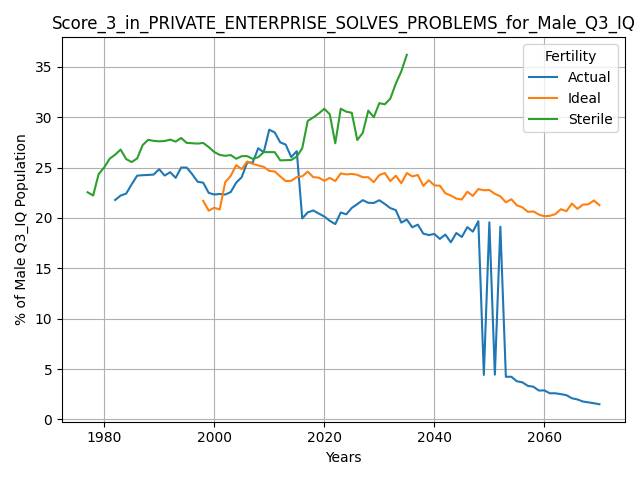 Score_3_in_PRIVATE_ENTERPRISE_SOLVES_PROBLEMS_for_Male_Q3_IQ
Fertility
Actual
Ideal
Sterile
% of Male Q3_IQ Population
35
30
25
20
15
10
5
0
1980 2000 2020 2040 2060
Years